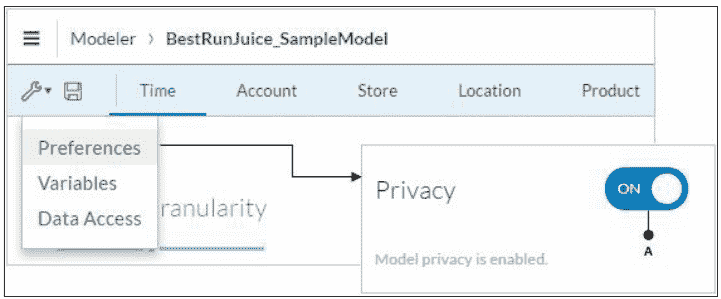 Modeler > BestRunJuice_SampleModel
Time Account Store Location Product
Preferences
Variables
Data Access
ranularity
Privacy
ON
A
Model privacy is enabled.